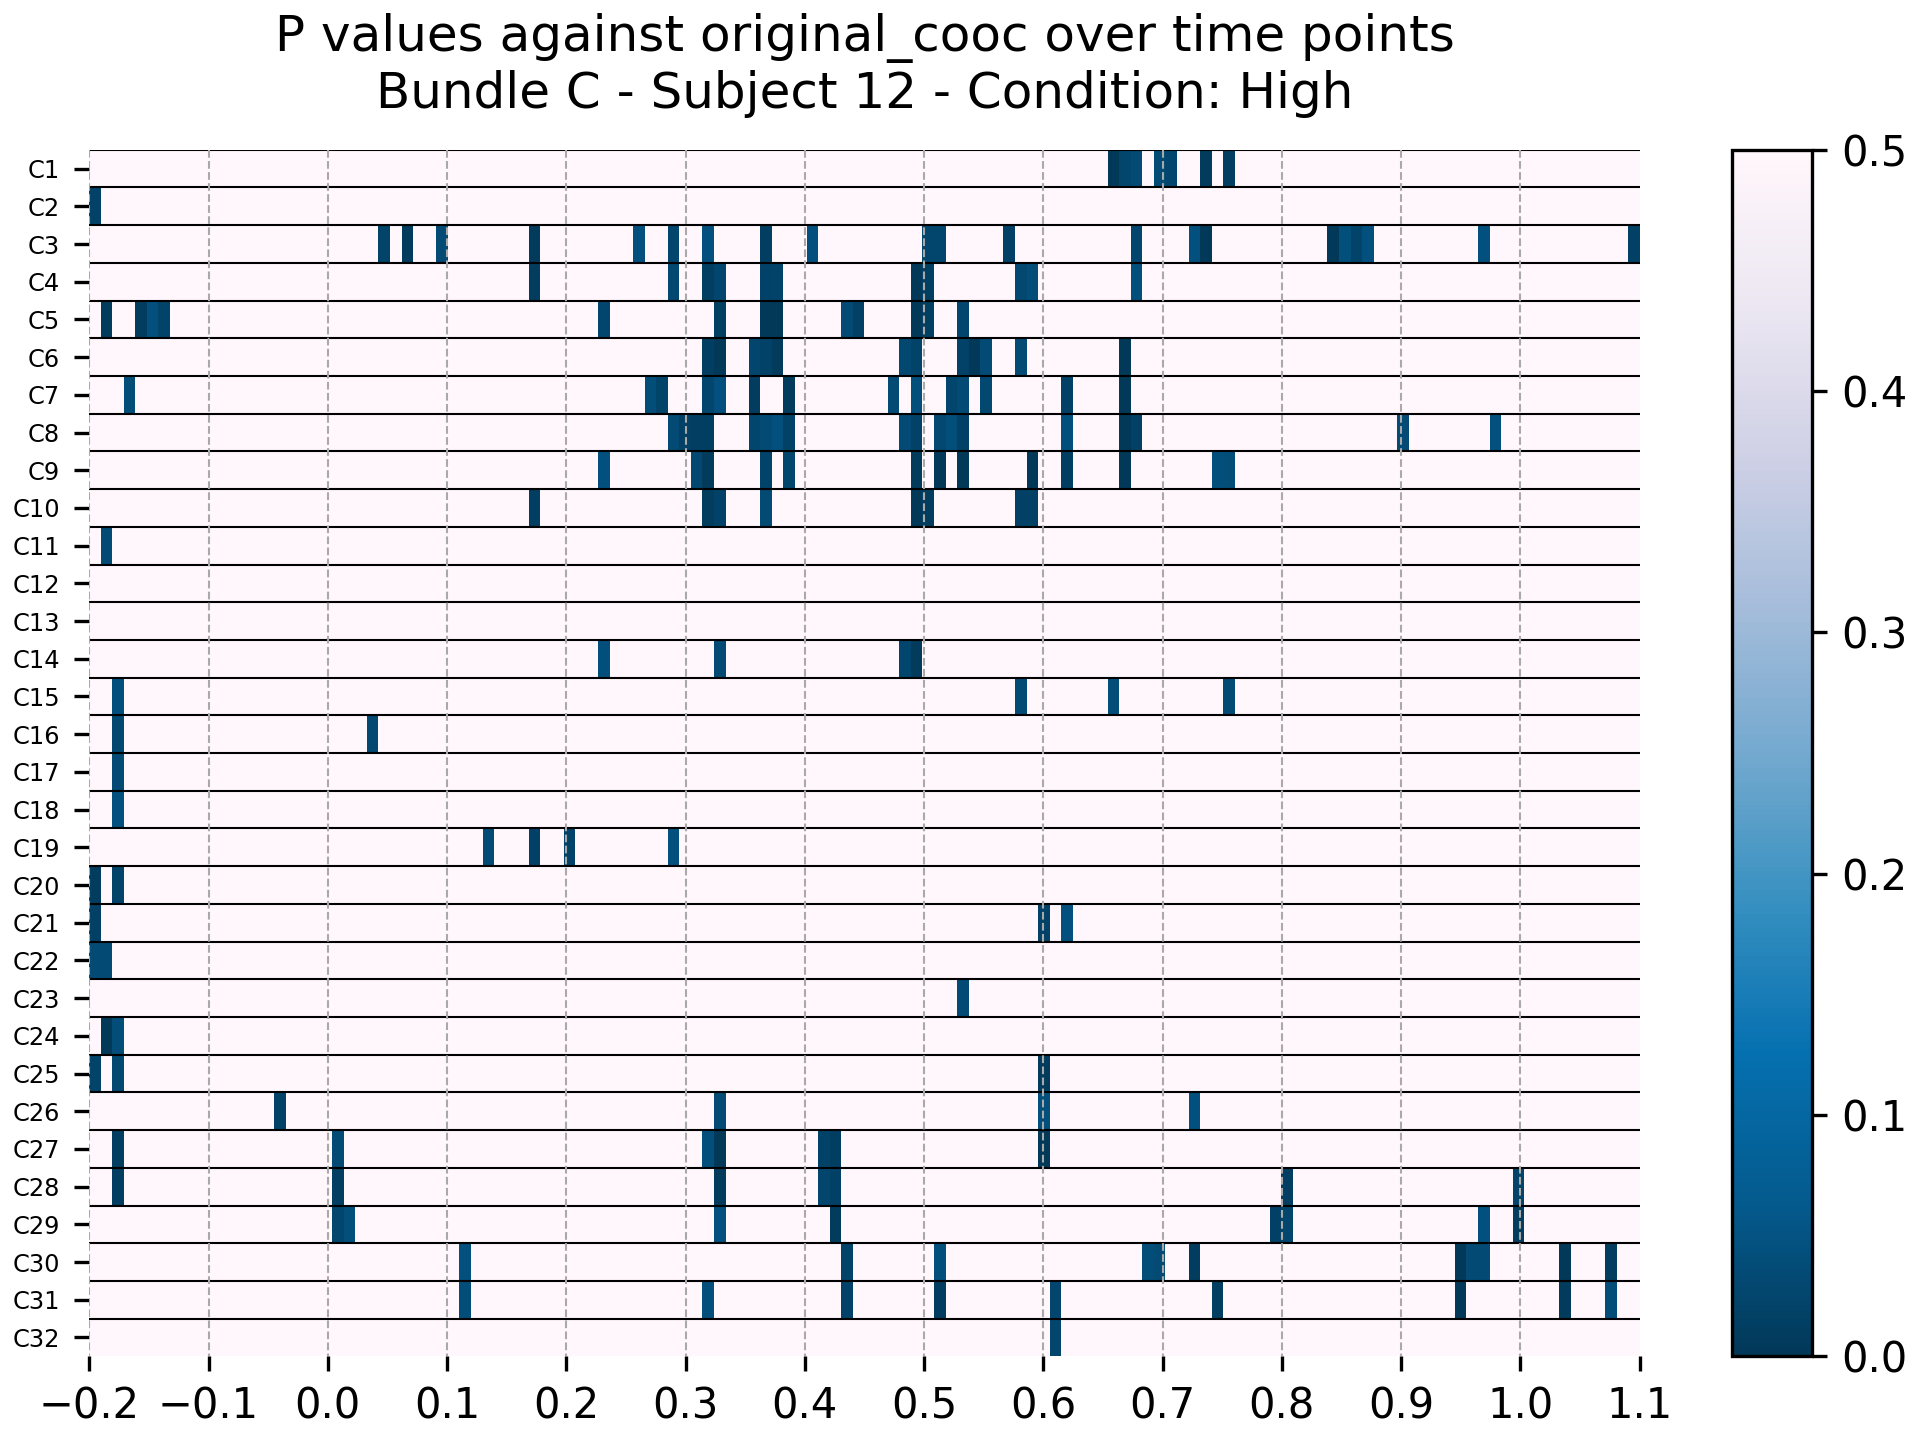 P values against original_cooc over time points
Bundle C - Subject 12 - Condition: High
C1
C2
C3
C4
C5
C6
C7
C8
C9
C10
C11
C12
C13
C14
C15
C16
C17
C18
C19
C20
C21
C22
C23
C24
C25
C26
C27
C28
C29
C30
C31
C32
−0.2 −0.1 0.0 0.1 0.2 0.3 0.4 0.5 0.6 0.7 0.8 0.9 1.0 1.1
0.5
0.4
0.3
0.2
0.1
0.0